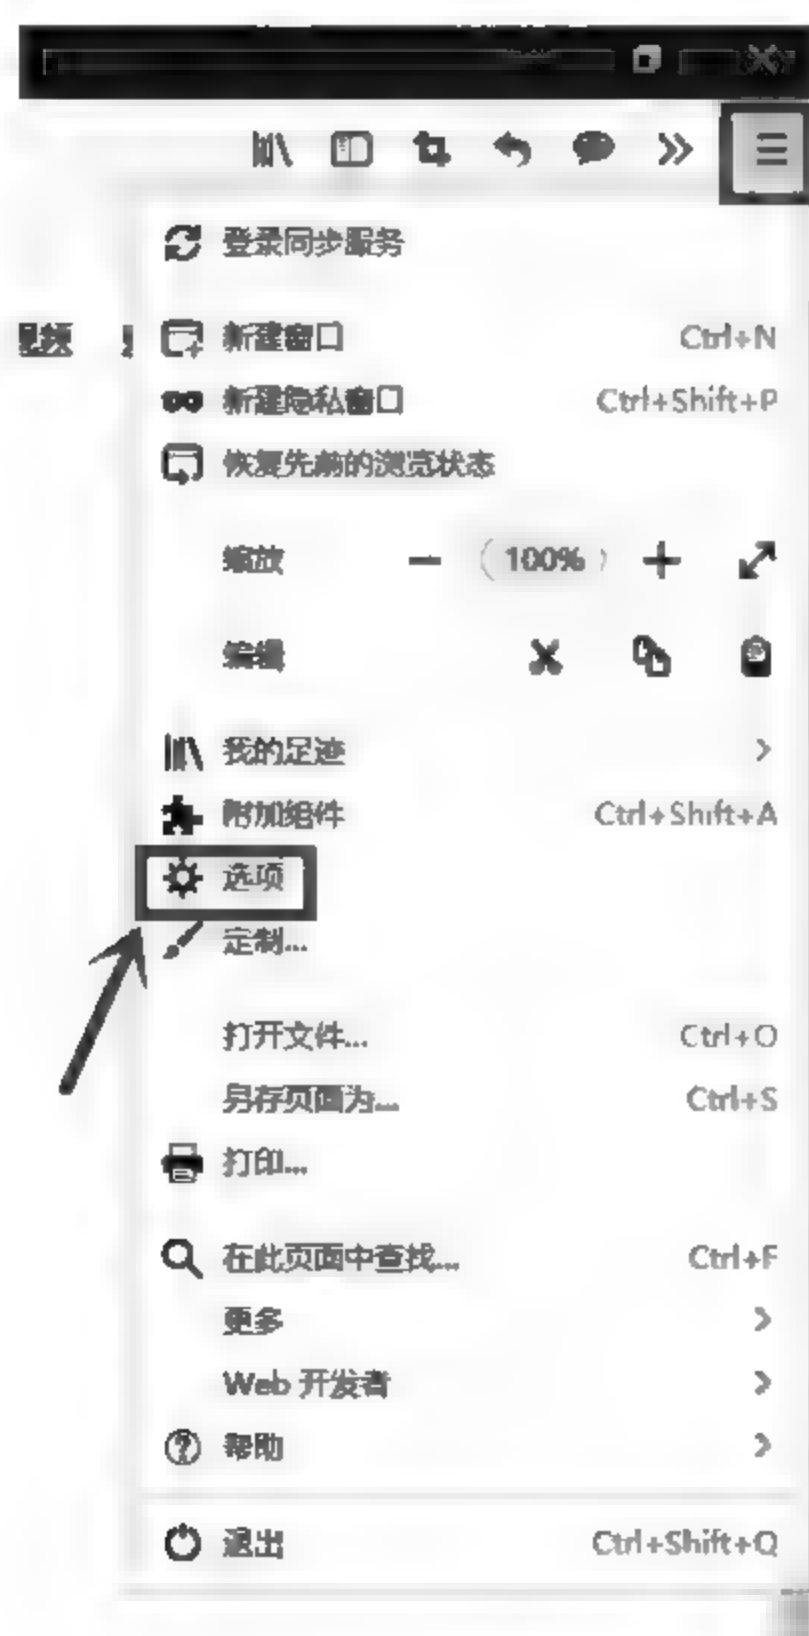 登录同步服务
新建窗口 Ctrl+N
新建隐私窗口 Ctrl+Shift+P
恢复先前的浏览状态
缩放 100%
编辑
我的足迹
附加组件 Ctrl+Shift+A
选项
定制...
打开文件... Ctrl+O
另存页面为... Ctrl+S
打印...
在此页面中查找... Ctrl+F
更多
Web 开发者
帮助
退出 Ctrl+Shift+Q